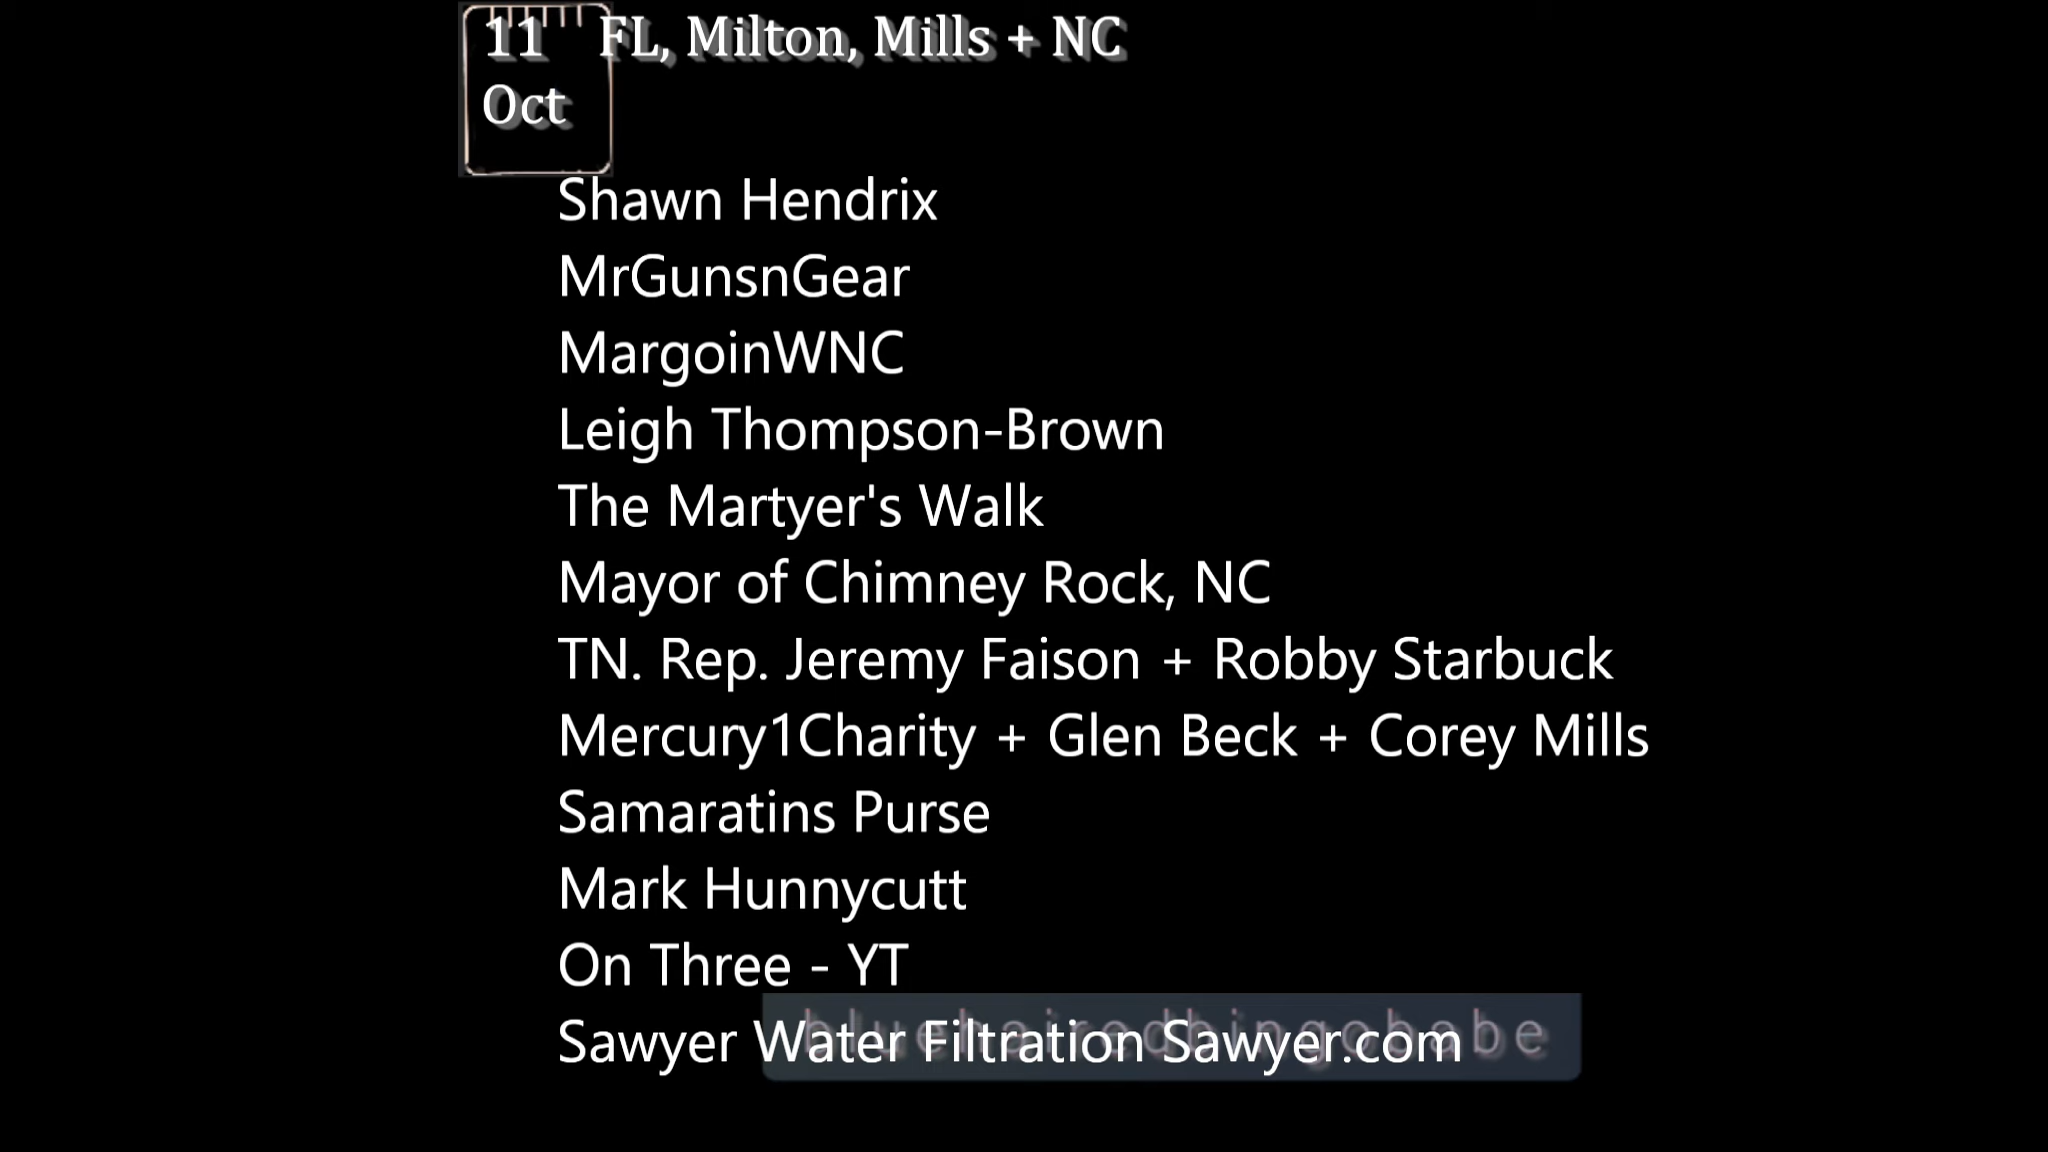 11 FL, Milton, Mills + NC
Oct
Shawn Hendrix
MrGunsnGear
MargoinWNC
Leigh Thompson-Brown
The Martyer's Walk
Mayor of Chimney Rock, NC
TN. Rep. Jeremy Faison + Robby Starbuck
Mercury1Charity + Glen Beck + Corey Mills
Samaratins Purse
Mark Hunnycutt
On Three - YT
Sawyer Water Filtration Sawyer.com
bluehairedbingobabe